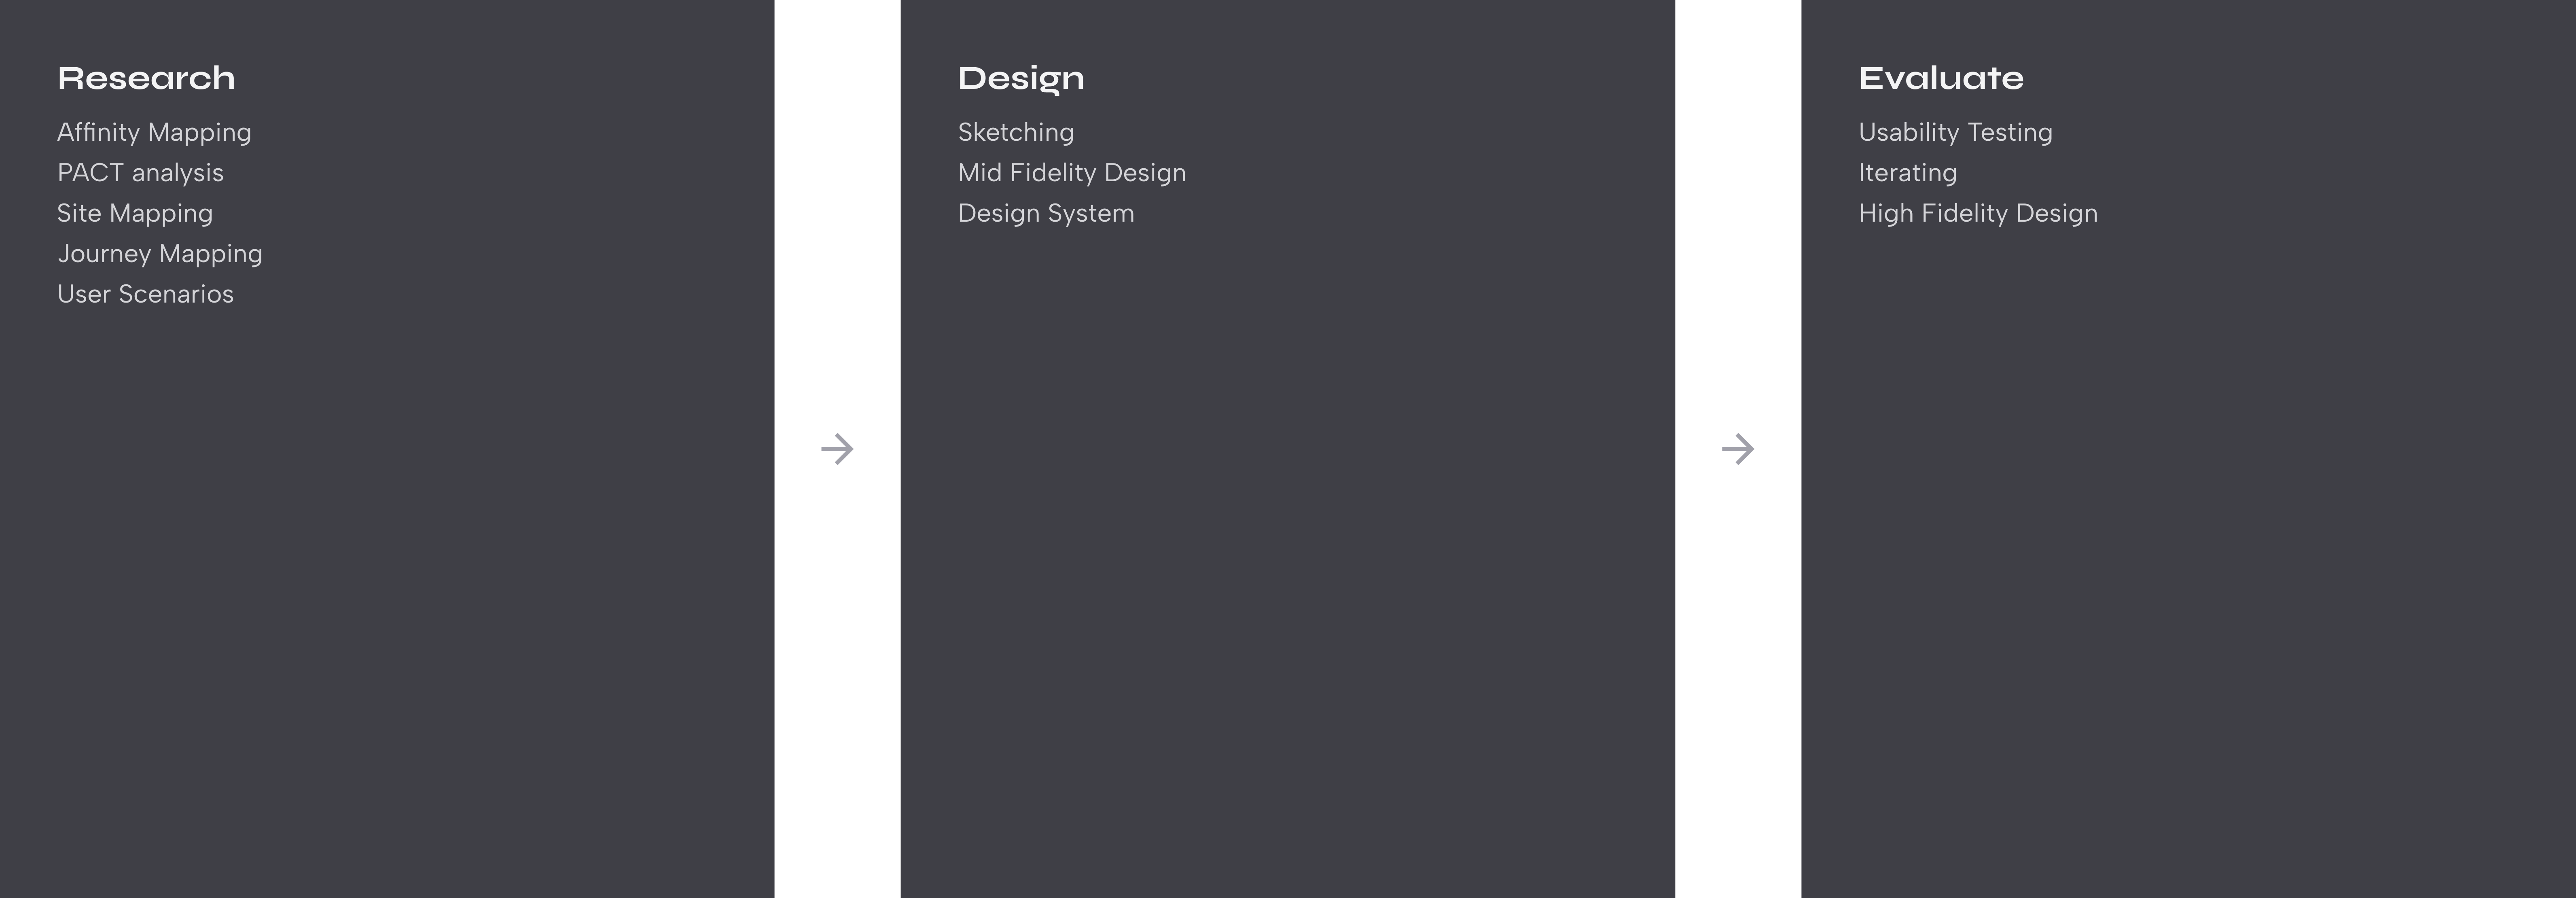 Research
Affinity Mapping
PACT analysis
Site Mapping
Journey Mapping
User Scenarios
Design
Sketching
Mid Fidelity Design
Design System
Evaluate
Usability Testing
Iterating
High Fidelity Design